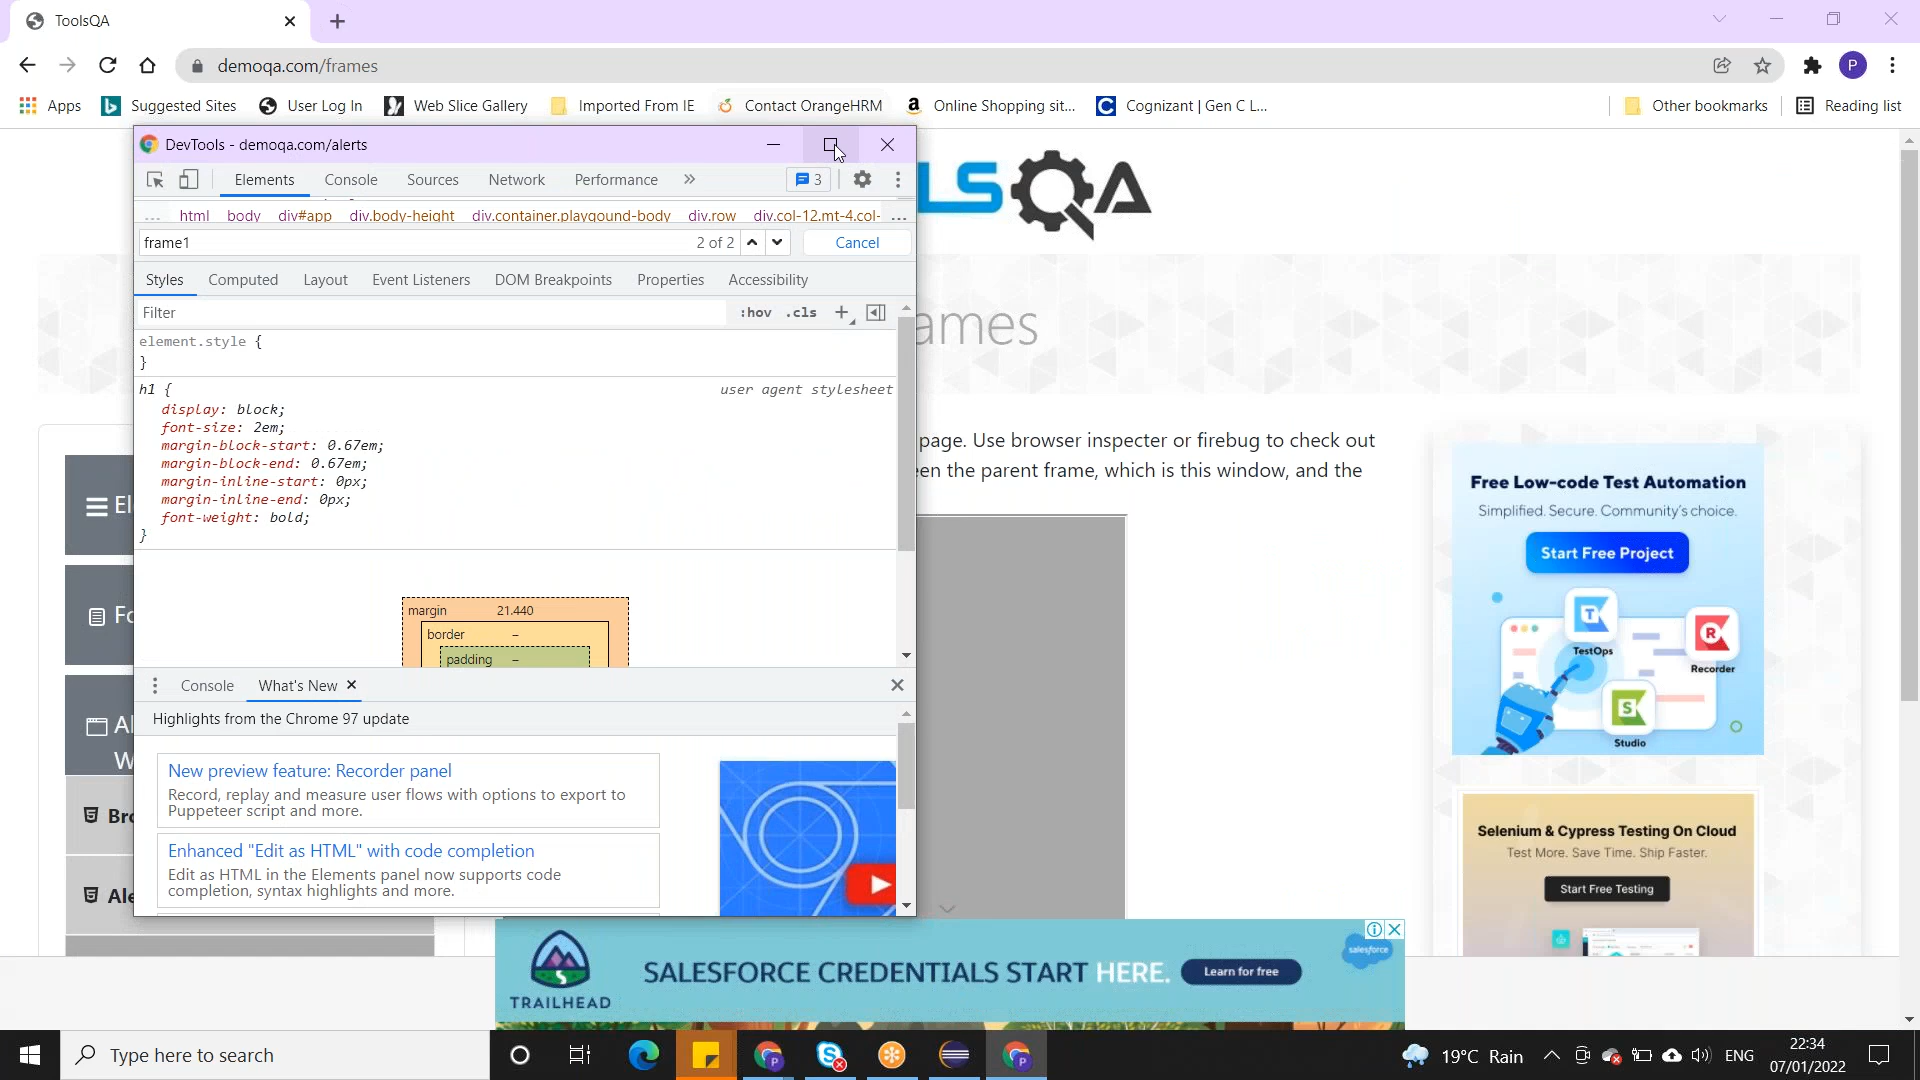 ToolsQA
demoqa.com/frames
P
Apps
Suggested Sites
User Log In
Web Slice Gallery
Imported From IE
Contact OrangeHRM
Online Shopping sit...
Cognizant | Gen C L...
Other bookmarks
Reading list
DevTools - demoqa.com/alerts
Elements
Console
Sources
Network
Performance
3
... html body div#app div.body-height div.container.playgound-body div.row div.col-12.mt-4.col- ...
frame1
2 of 2
Cancel
Styles
Computed
Layout
Event Listeners
DOM Breakpoints
Properties
Accessibility
Filter
:hov .cls
element.style {
}
h1 {
user agent stylesheet
display: block;
font-size: 2em;
margin-block-start: 0.67em;
margin-block-end: 0.67em;
margin-inline-start: 0px;
margin-inline-end: 0px;
font-weight: bold;
}
margin 21.440
border –
padding –
Console
What's New
Highlights from the Chrome 97 update
New preview feature: Recorder panel
Record, replay and measure user flows with options to export to
Puppeteer script and more.
Enhanced "Edit as HTML" with code completion
Edit as HTML in the Elements panel now supports code
completion, syntax highlights and more.
LS QA
ames
page. Use browser inspecter or firebug to check out
en the parent frame, which is this window, and the
El
Fo
Al
W
Bro
Ale
Free Low-code Test Automation
Simplified. Secure. Community's choice.
Start Free Project
TestOps
Recorder
Studio
Selenium & Cypress Testing On Cloud
Test More. Save Time. Ship Faster.
Start Free Testing
TRAILHEAD
SALESFORCE CREDENTIALS START HERE.
Learn for free
salesforce
Type here to search
19°C Rain
ENG
22:34
07/01/2022